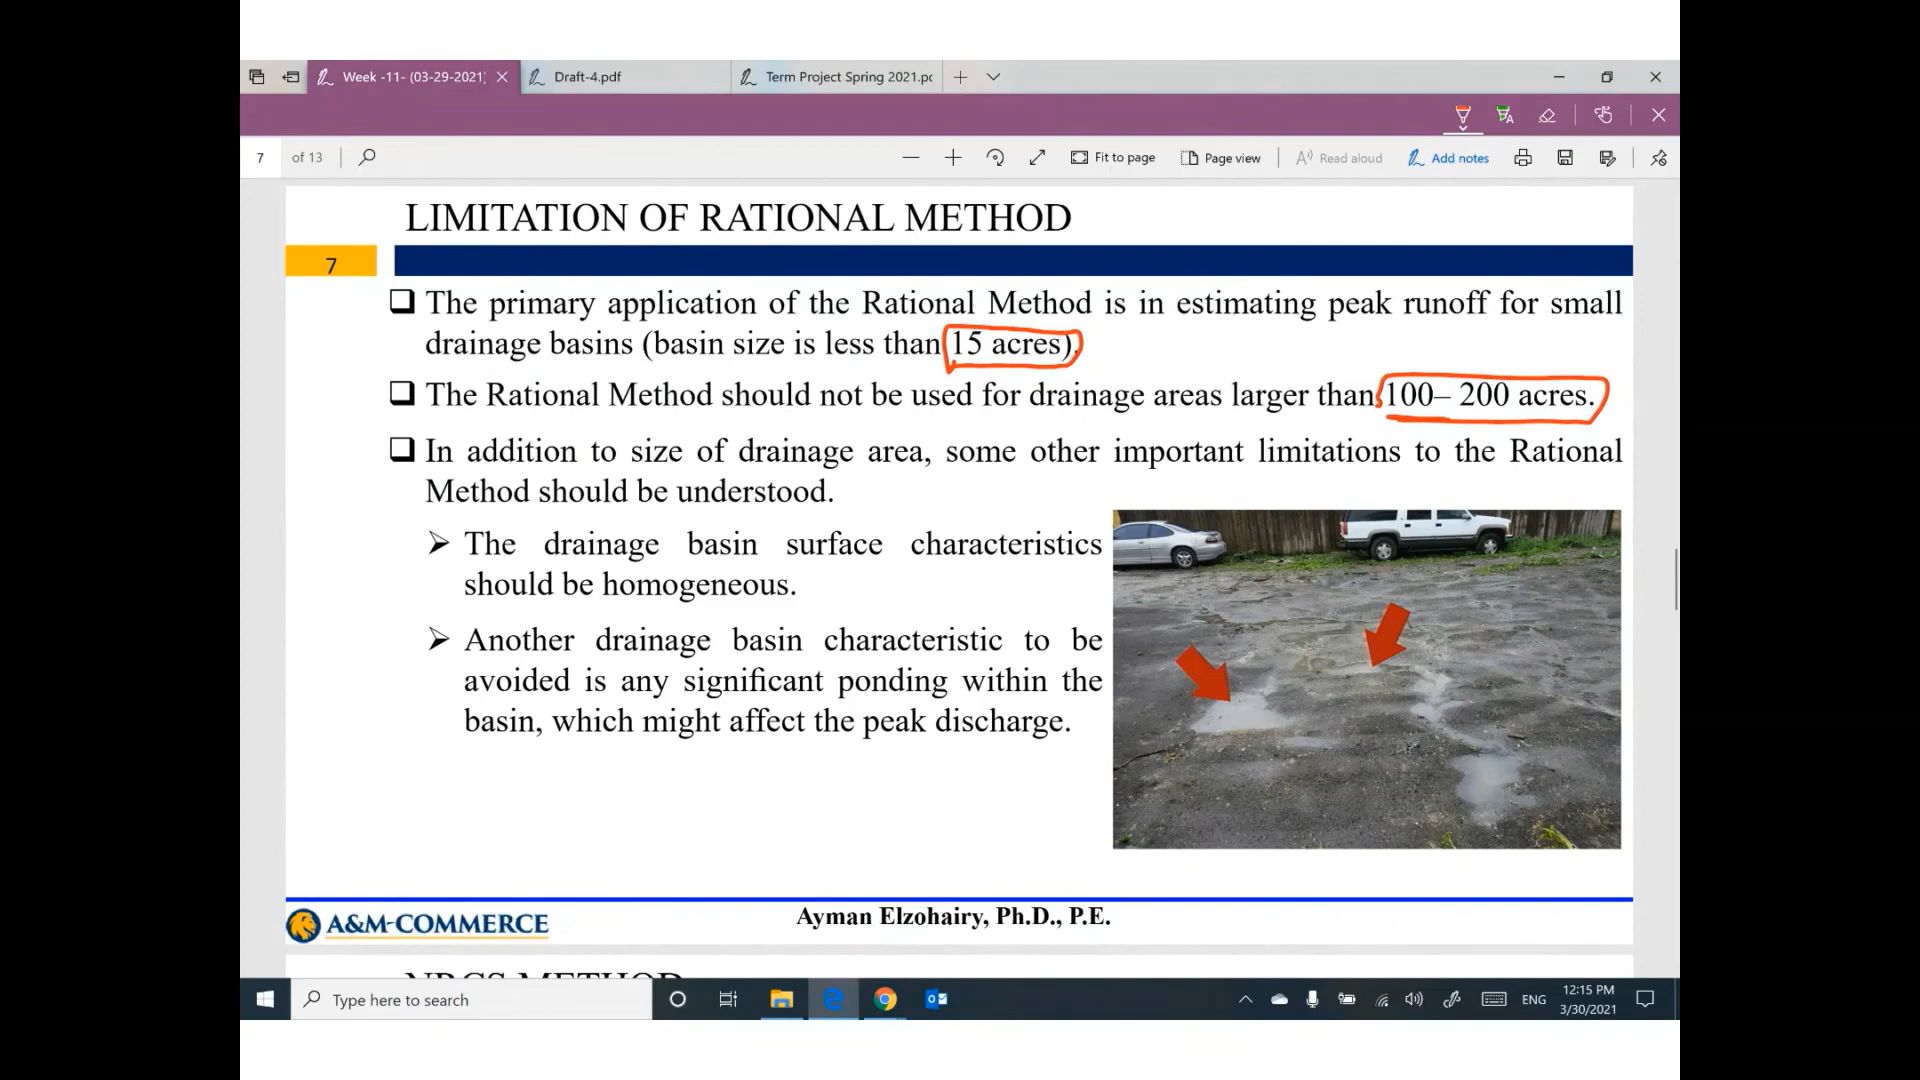 Week -11- (03-29-2021)
Draft-4.pdf
Term Project Spring 2021.pd
7 of 13
Fit to page
Page view
Read aloud
Add notes
LIMITATION OF RATIONAL METHOD
7
The primary application of the Rational Method is in estimating peak runoff for small
drainage basins (basin size is less than 15 acres).
The Rational Method should not be used for drainage areas larger than 100– 200 acres.
In addition to size of drainage area, some other important limitations to the Rational
Method should be understood.
The drainage basin surface characteristics
should be homogeneous.
Another drainage basin characteristic to be
avoided is any significant ponding within the
basin, which might affect the peak discharge.
A&M-COMMERCE
Ayman Elzohairy, Ph.D., P.E.
NRCS METHOD
Type here to search
ENG
12:15 PM
3/30/2021